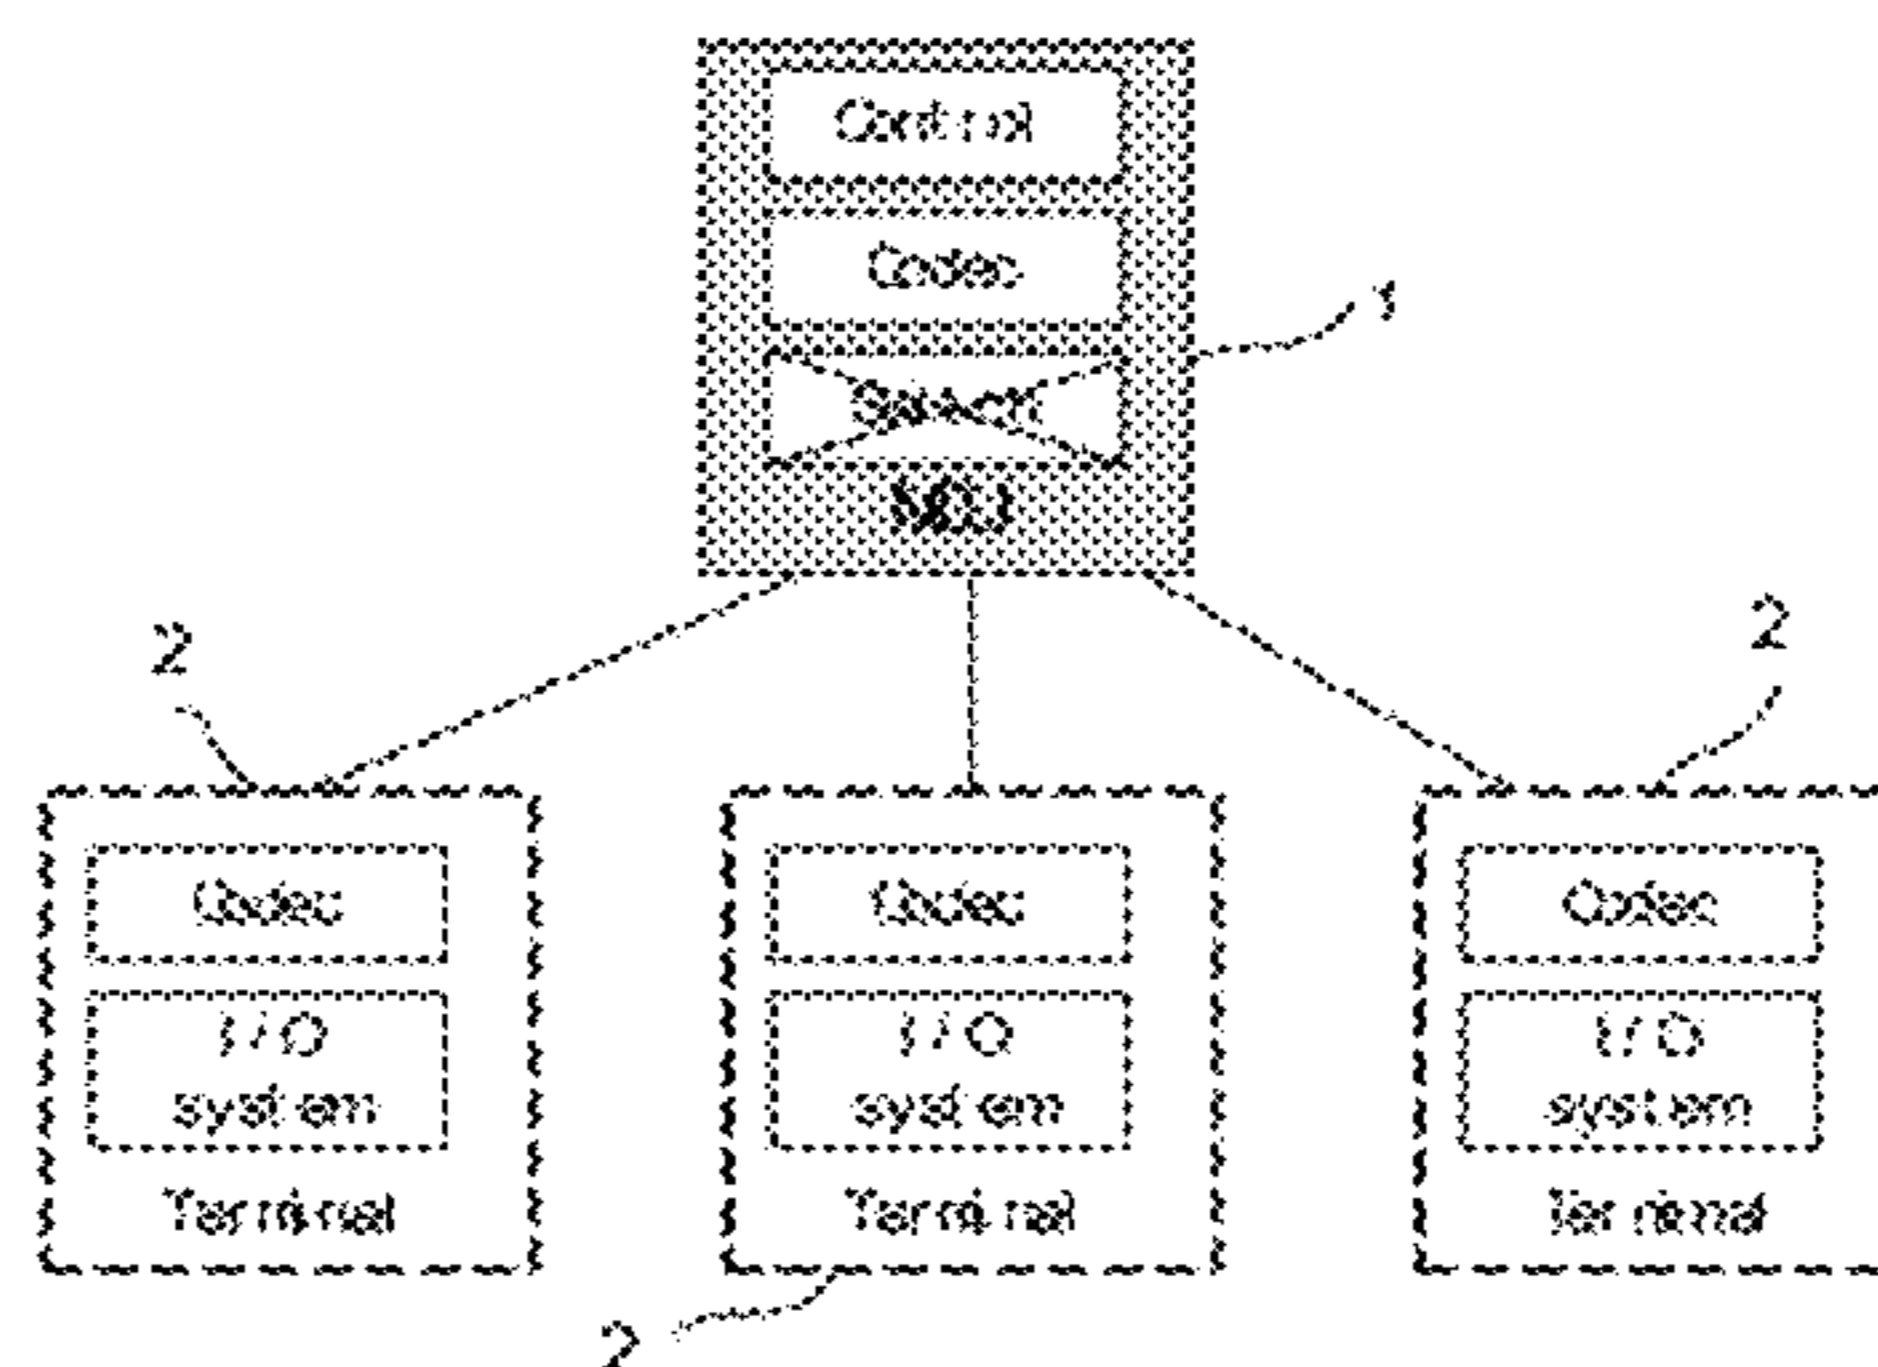 Control
Codec
1
Switch
MCU
2
2
Codec
Codec
Codec
I/O
system
I/O
system
I/O
system
Terminal
Terminal
Terminal
2